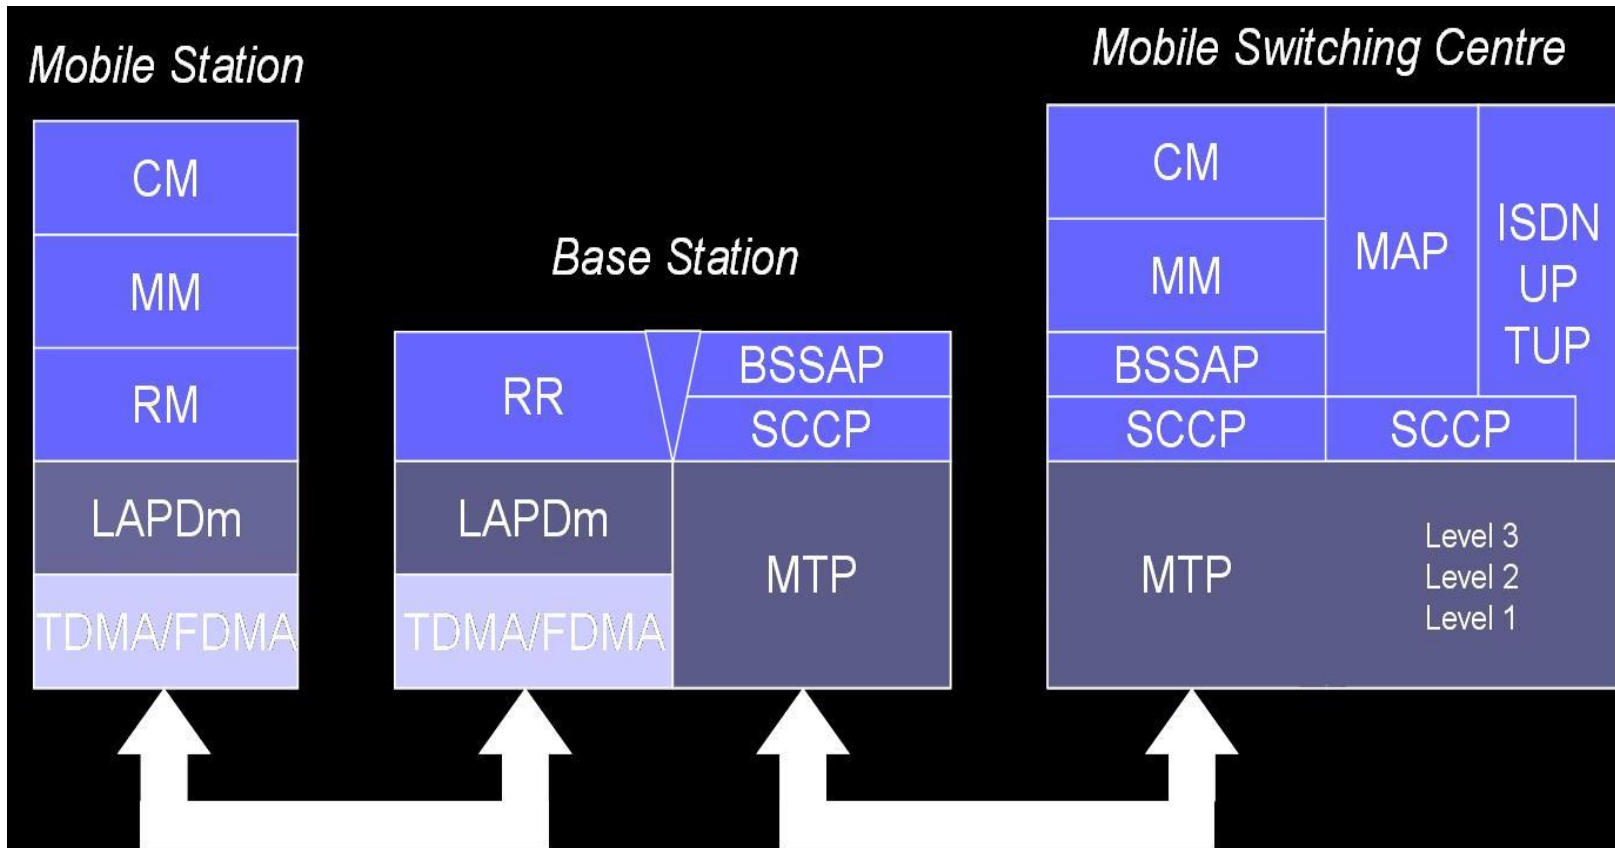 Mobile Station
CM
MM
RM
LAPDm
TDMA/FDMA
Base Station
RR
BSSAP
SCCP
LAPDm
TDMA/FDMA
MTP
Mobile Switching Centre
CM
MM
BSSAP
SCCP
MAP
ISDN
UP
TUP
SCCP
MTP
Level 3
Level 2
Level 1